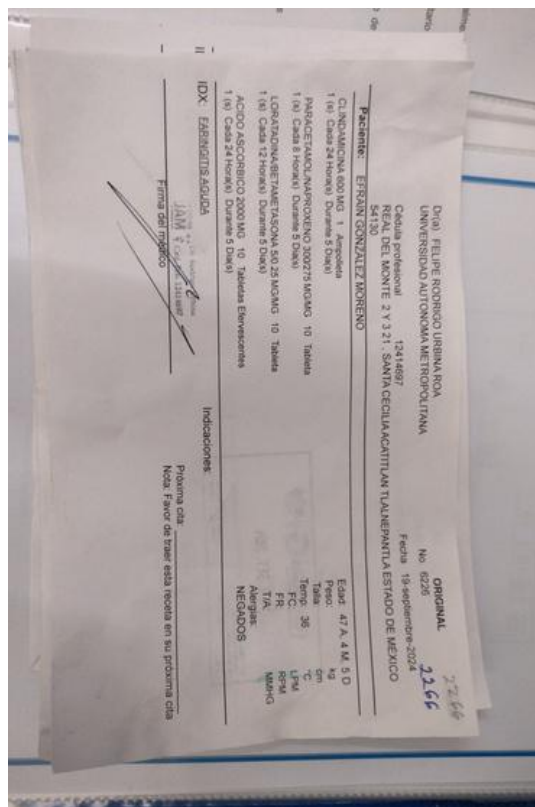 ORIGINAL
2266
2266
Dr(a) FELIPE RODRIGO URBINA ROA
No 6226
UNIVERSIDAD AUTONOMA METROPOLITANA
Fecha 19-septiembre-2024
Cédula profesional 12414697
REAL DEL MONTE 2 Y 3 21 , SANTA CECILIA ACATITLAN TLALNEPANTLA ESTADO DE MÉXICO
54130
Paciente: EFRAIN GONZALEZ MORENO
Edad: 47 A, 4 M, 5 D
Peso: kg
Talla: cm
Temp: 36 °C
FC: LPM
FR: RPM
T/A: MMHG
Alergias:
NEGADOS
CLINDAMICINA 600 MG 1 Ampolleta
1 (s) Cada 24 Hora(s) Durante 5 Dia(s)
PARACETAMOL/NAPROXENO 300/275 MG/MG 10 Tableta
1 (s) Cada 8 Hora(s) Durante 5 Dia(s)
LORATADINA/BETAMETASONA 5/0.25 MG/MG 10 Tableta
1 (s) Cada 12 Hora(s) Durante 5 Dia(s)
ACIDO ASCORBICO 2000 MG 10 Tabletas Efervescentes
1 (s) Cada 24 Hora(s) Durante 5 Dia(s)
IDX: FARINGITIS AGUDA
Indicaciones:
UAM
Firma del médico
Próxima cita:
Nota: Favor de traer esta receta en su próxima cita